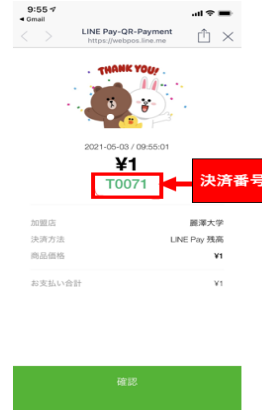 9:55
◀ Gmail
LINE Pay-QR-Payment
https://webpos.line.me
THANK YOU!
2021-05-03 / 09:55:01
¥1
T0071
決済番号
加盟店 麗澤大学
決済方法 LINE Pay 残高
商品価格 ¥1
お支払い合計 ¥1
確認